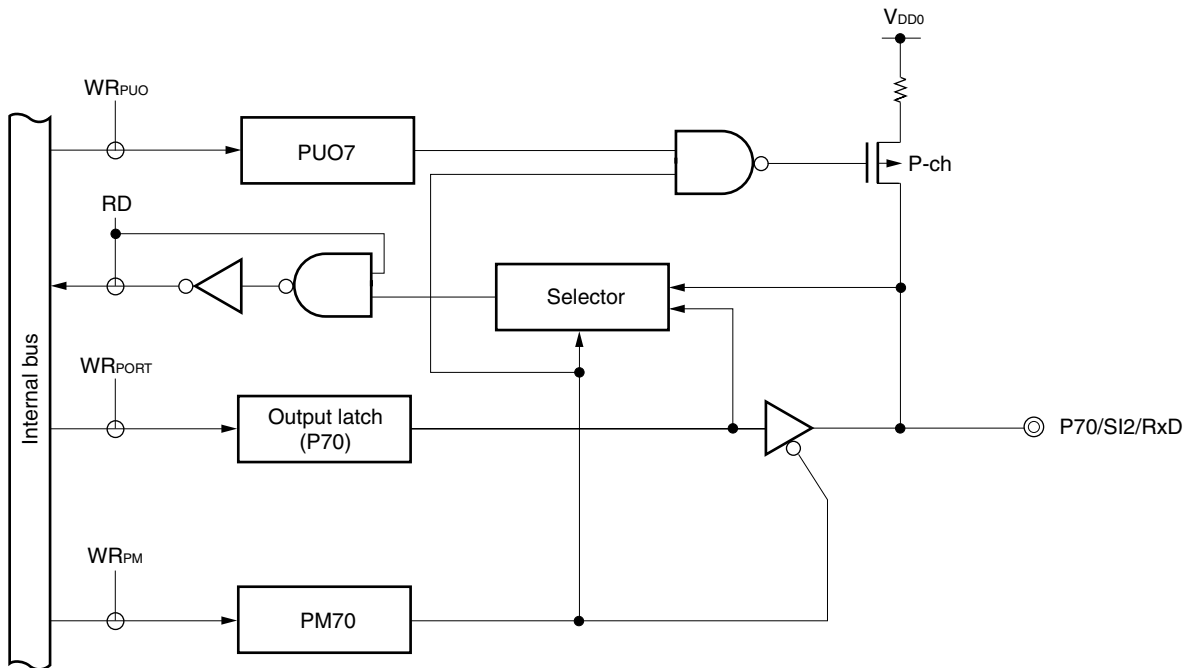 VDD0
WRPUO
PUO7
P-ch
RD
Selector
WRPORT
Internal bus
Output latch
(P70)
P70/SI2/RxD
WRPM
PM70